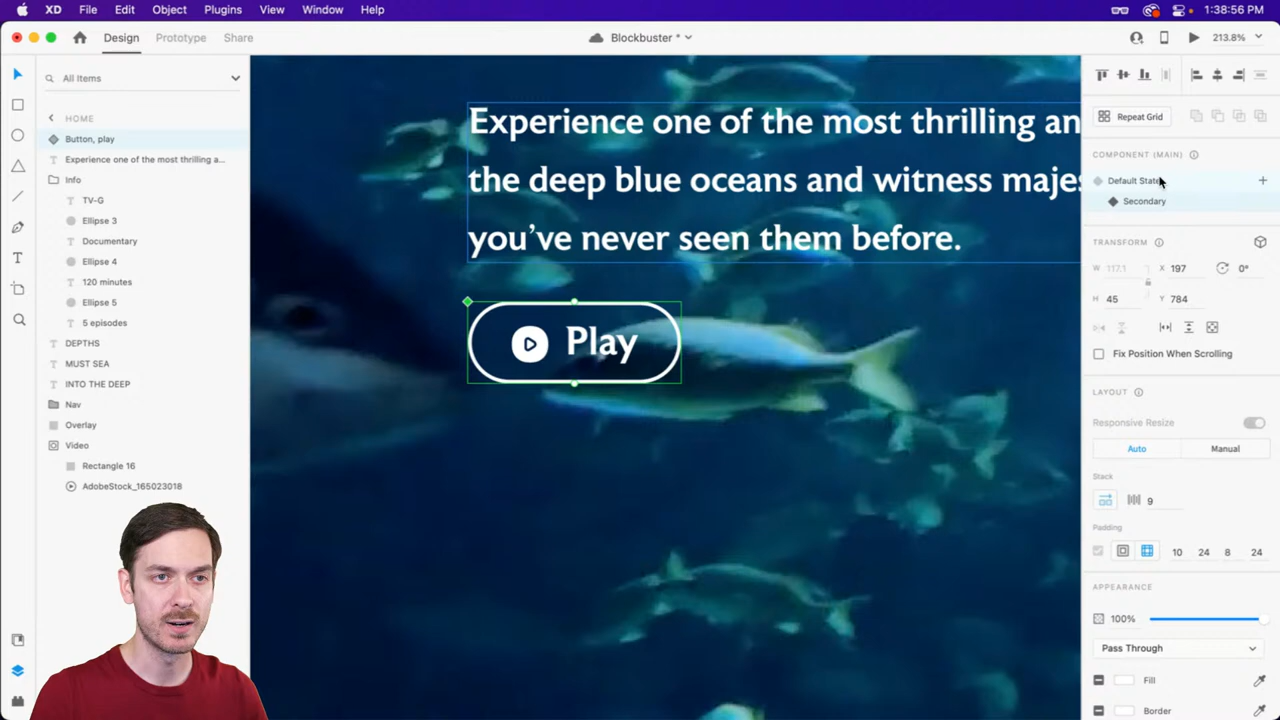 XD File Edit Object Plugins View Window Help 1:38:56 PM
Design Prototype Share Blockbuster * 213.8%
All Items
HOME
Button, play
Experience one of the most thrilling a...
Info
TV-G
Ellipse 3
Documentary
Ellipse 4
120 minutes
Ellipse 5
5 episodes
DEPTHS
MUST SEA
INTO THE DEEP
Nav
Overlay
Video
Rectangle 16
AdobeStock_165023018
Experience one of the most thrilling an
the deep blue oceans and witness majes
you’ve never seen them before.
Play
Repeat Grid
COMPONENT (MAIN)
Default State
Secondary
TRANSFORM
W 117.1 X 197 0°
H 45 Y 784
Fix Position When Scrolling
LAYOUT
Responsive Resize
Auto Manual
Stack
9
Padding
10 24 8 24
APPEARANCE
100%
Pass Through
Fill
Border